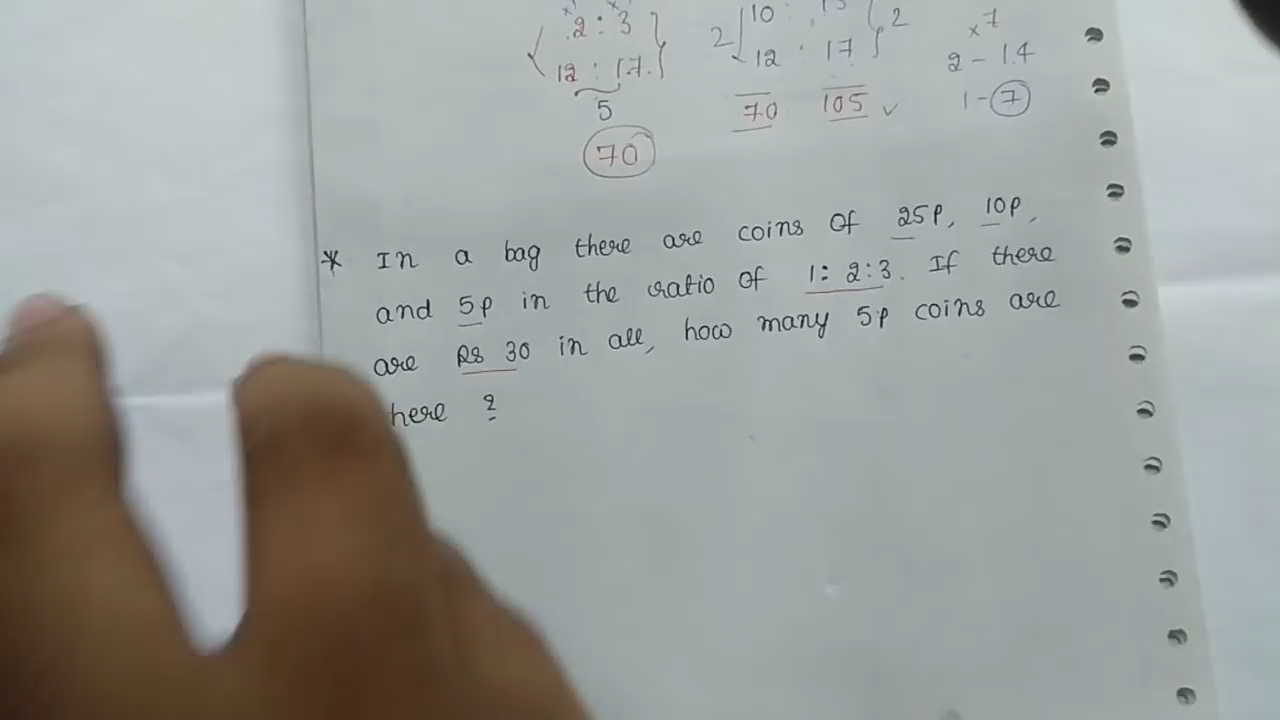 2 : 3
12 : 17
5
70
2 10 : 2
12 : 17
70 105 ✓
×7
2 - 14
1 - 7
* In a bag there are coins of 25p, 10p,
and 5p in the ratio of 1: 2:3. If there
are Rs 30 in all, how many 5p coins are
here ?